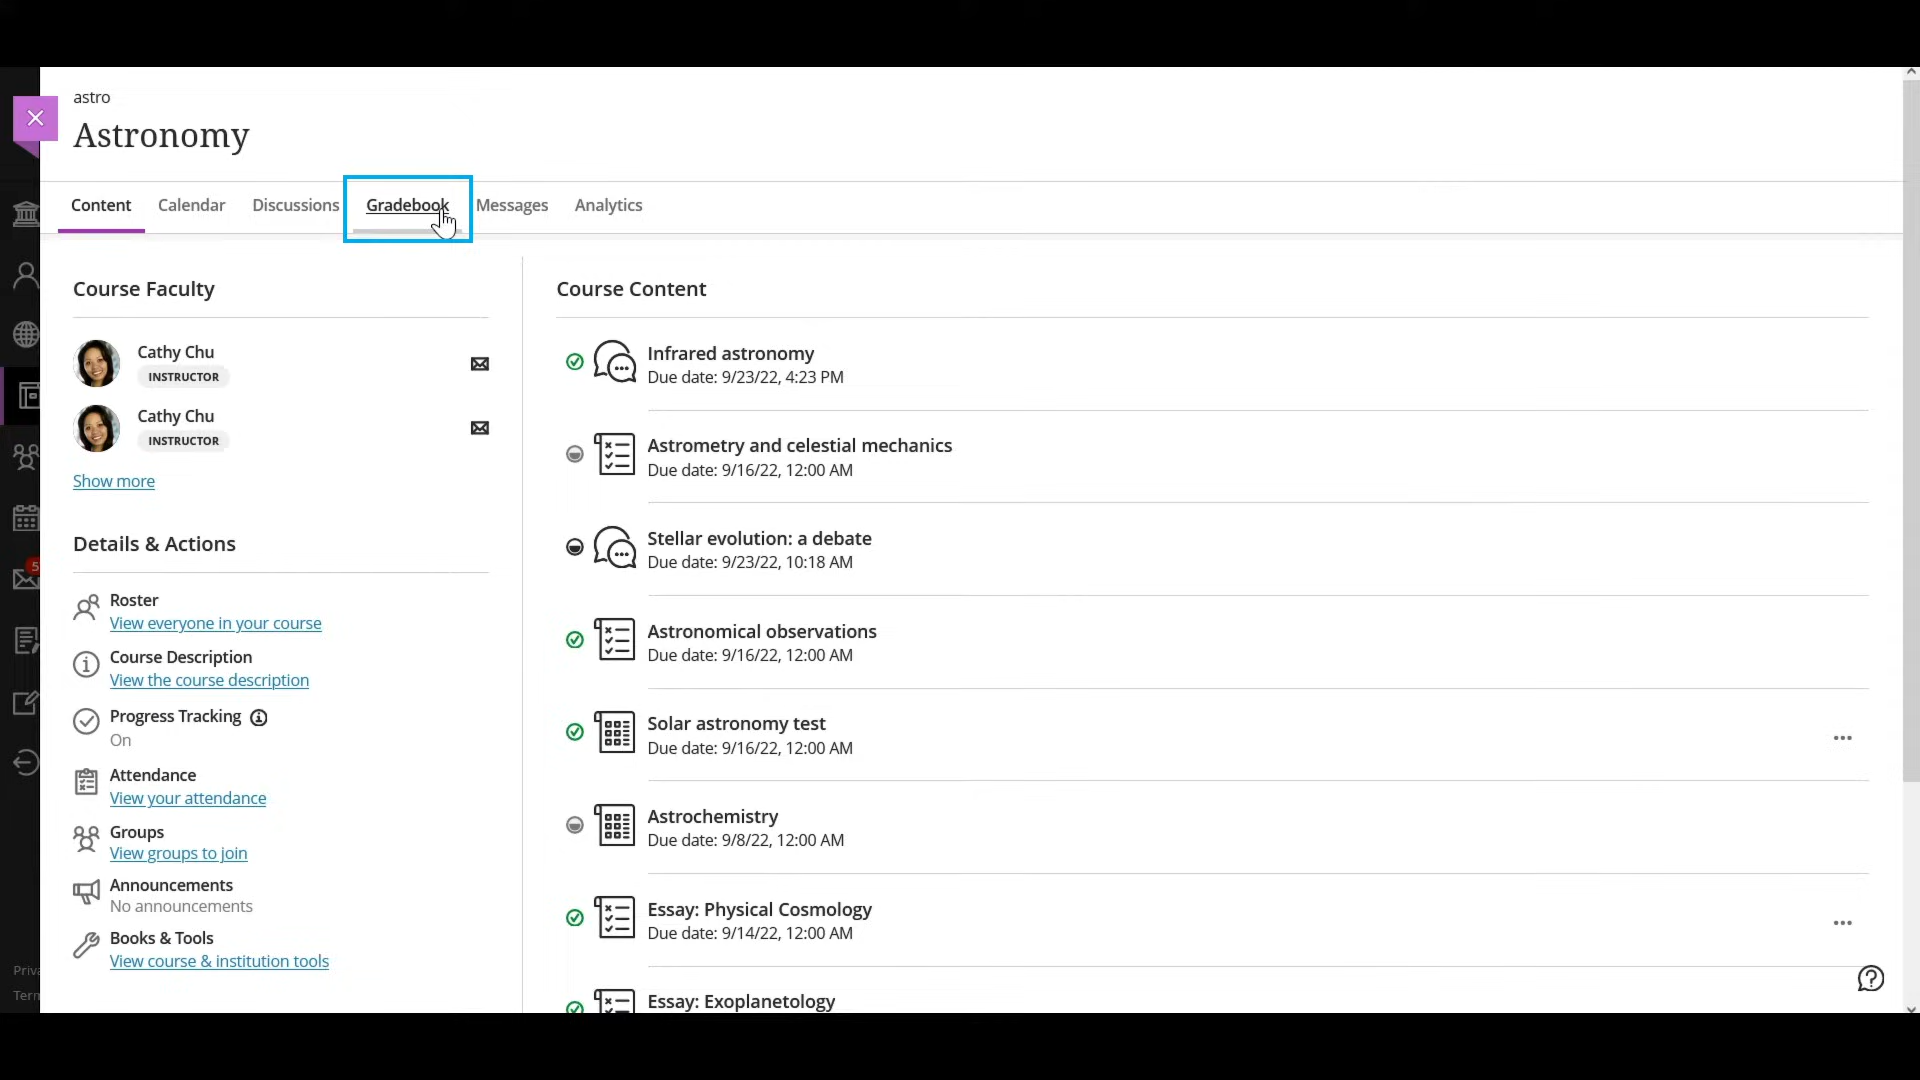 astro
Astronomy
Content Calendar Discussions Gradebook Messages Analytics
Course Faculty
Cathy Chu
INSTRUCTOR
Cathy Chu
INSTRUCTOR
Show more
Details & Actions
Roster
View everyone in your course
Course Description
View the course description
Progress Tracking
On
Attendance
View your attendance
Groups
View groups to join
Announcements
No announcements
Books & Tools
View course & institution tools
Course Content
Infrared astronomy
Due date: 9/23/22, 4:23 PM
Astrometry and celestial mechanics
Due date: 9/16/22, 12:00 AM
Stellar evolution: a debate
Due date: 9/23/22, 10:18 AM
Astronomical observations
Due date: 9/16/22, 12:00 AM
Solar astronomy test
Due date: 9/16/22, 12:00 AM
Astrochemistry
Due date: 9/8/22, 12:00 AM
Essay: Physical Cosmology
Due date: 9/14/22, 12:00 AM
Essay: Exoplanetology
5